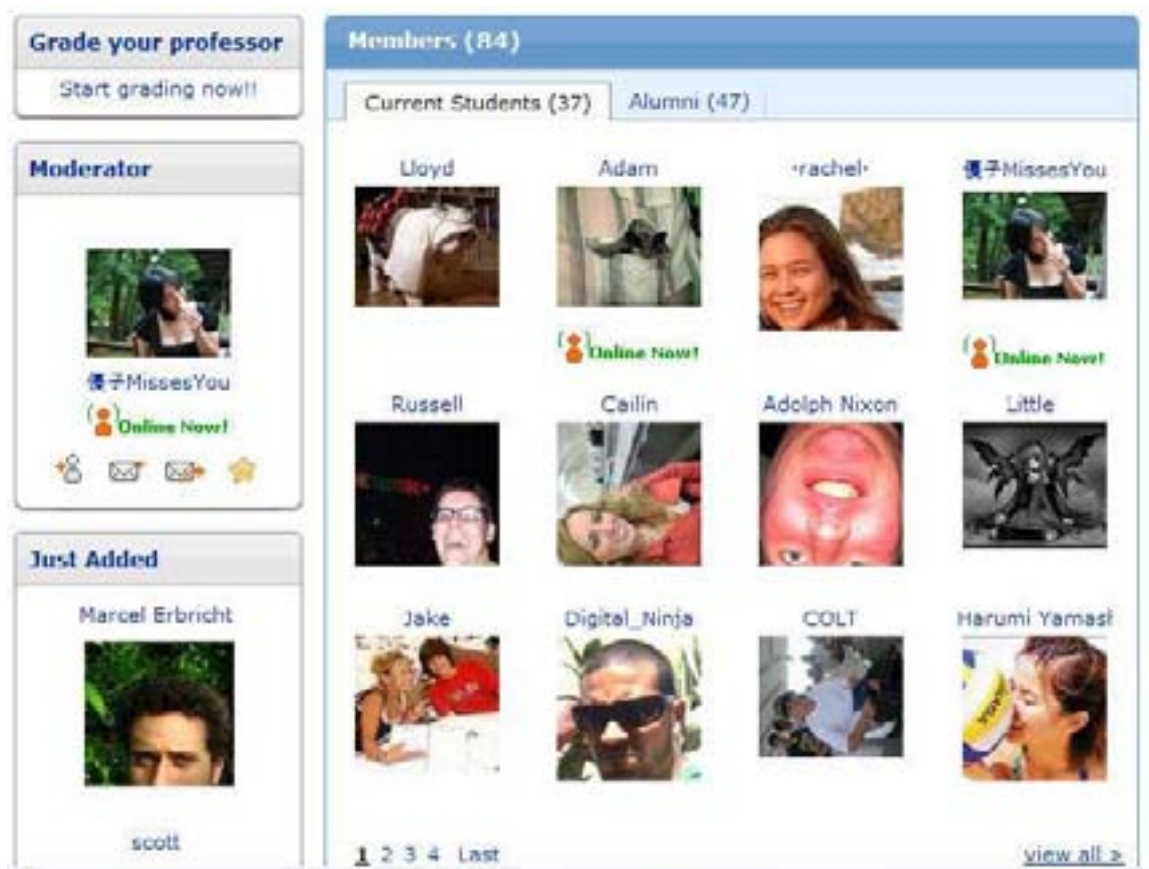 Grade your professor
Start grading now!!
Moderator
優子MissesYou
Online Now!
Just Added
Marcel Erbricht
scott
Members (84)
Current Students (37) Alumni (47)
Lloyd Adam ·rachel· 優子MissesYou
Online Now! Online Now!
Russell Cailin Adolph Nixon Little
Jake Digital_Ninja COLT Harumi Yamash
1 2 3 4 Last view all »